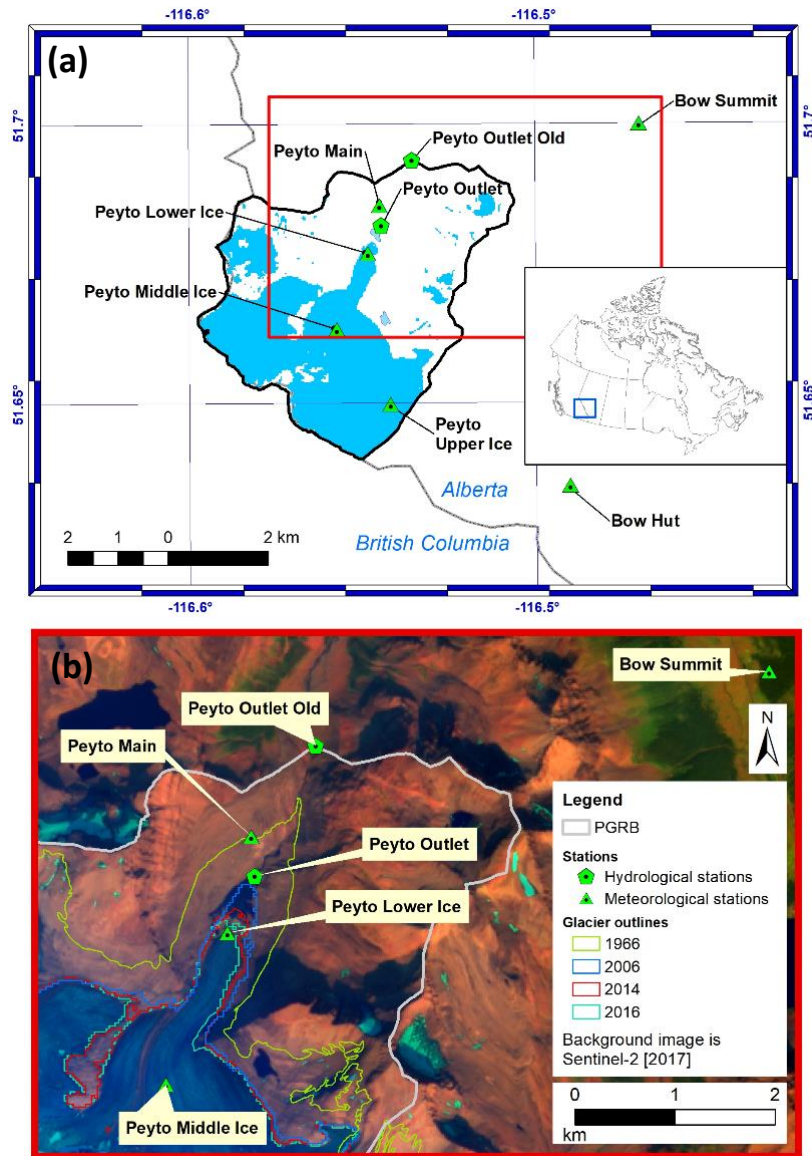 -116.6°
-116.5°
(a)
51.7°
51.7°
Bow Summit
Peyto Outlet Old
Peyto Main
Peyto Outlet
Peyto Lower Ice
Peyto Middle Ice
51.65°
51.65°
Peyto
Upper Ice
Alberta
Bow Hut
2 1 0 2 km
British Columbia
-116.6°
-116.5°
(b)
Bow Summit
Peyto Outlet Old
N
Peyto Main
Legend
PGRB
Stations
Hydrological stations
Meteorological stations
Glacier outlines
1966
2006
2014
2016
Background image is
Sentinel-2 [2017]
Peyto Outlet
Peyto Lower Ice
Peyto Middle Ice
0 1 2
km